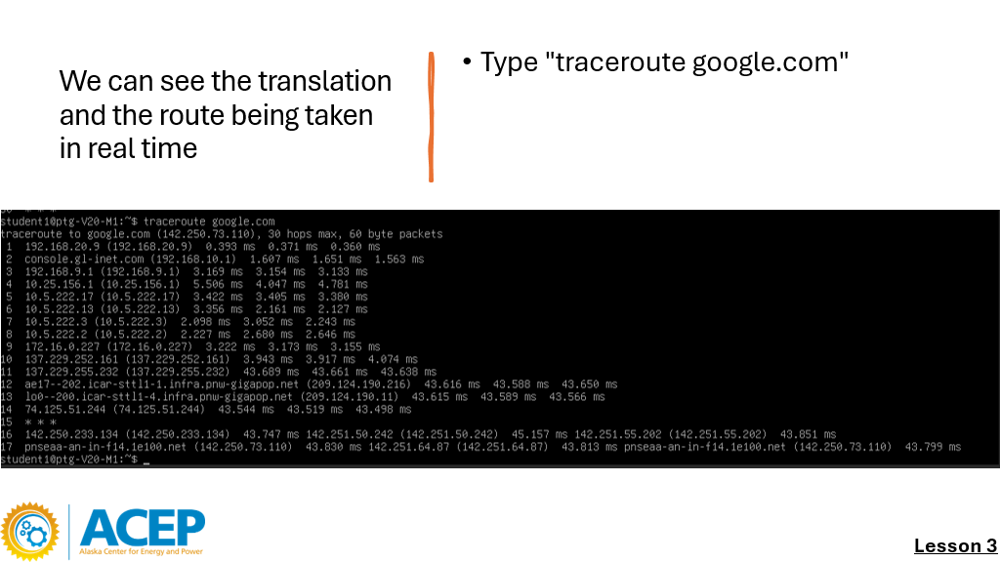 We can see the translation
and the route being taken
in real time
• Type "traceroute google.com"
student1@ptg-V20-M1:~$ traceroute google.com
traceroute to google.com (142.250.73.110), 30 hops max, 60 byte packets
1 192.168.20.9 (192.168.20.9) 0.393 ms 0.371 ms 0.360 ms
2 console.gl-inet.com (192.168.10.1) 1.607 ms 1.651 ms 1.563 ms
3 192.168.9.1 (192.168.9.1) 3.169 ms 3.154 ms 3.133 ms
4 10.25.156.1 (10.25.156.1) 5.506 ms 4.047 ms 4.781 ms
5 10.5.222.17 (10.5.222.17) 3.422 ms 3.405 ms 3.380 ms
6 10.5.222.13 (10.5.222.13) 3.356 ms 2.161 ms 2.127 ms
7 10.5.222.3 (10.5.222.3) 2.098 ms 3.052 ms 2.243 ms
8 10.5.222.2 (10.5.222.2) 2.227 ms 2.680 ms 2.646 ms
9 172.16.0.227 (172.16.0.227) 3.222 ms 3.173 ms 3.155 ms
10 137.229.252.161 (137.229.252.161) 3.943 ms 3.917 ms 4.074 ms
11 137.229.255.232 (137.229.255.232) 43.689 ms 43.661 ms 43.638 ms
12 ae17--202.icar-sttl1-1.infra.pnw-gigapop.net (209.124.190.216) 43.616 ms 43.588 ms 43.650 ms
13 lo0--200.icar-sttl1-4.infra.pnw-gigapop.net (209.124.190.11) 43.615 ms 43.589 ms 43.566 ms
14 74.125.51.244 (74.125.51.244) 43.544 ms 43.519 ms 43.498 ms
15 * * *
16 142.250.233.134 (142.250.233.134) 43.747 ms 142.251.50.242 (142.251.50.242) 45.157 ms 142.251.55.202 (142.251.55.202) 43.851 ms
17 pnseaa-an-in-f14.1e100.net (142.250.73.110) 43.830 ms 142.251.64.87 (142.251.64.87) 43.813 ms pnseaa-an-in-f14.1e100.net (142.250.73.110) 43.799 ms
student1@ptg-V20-M1:~$ _
ACEP
Alaska Center for Energy and Power
Lesson 3